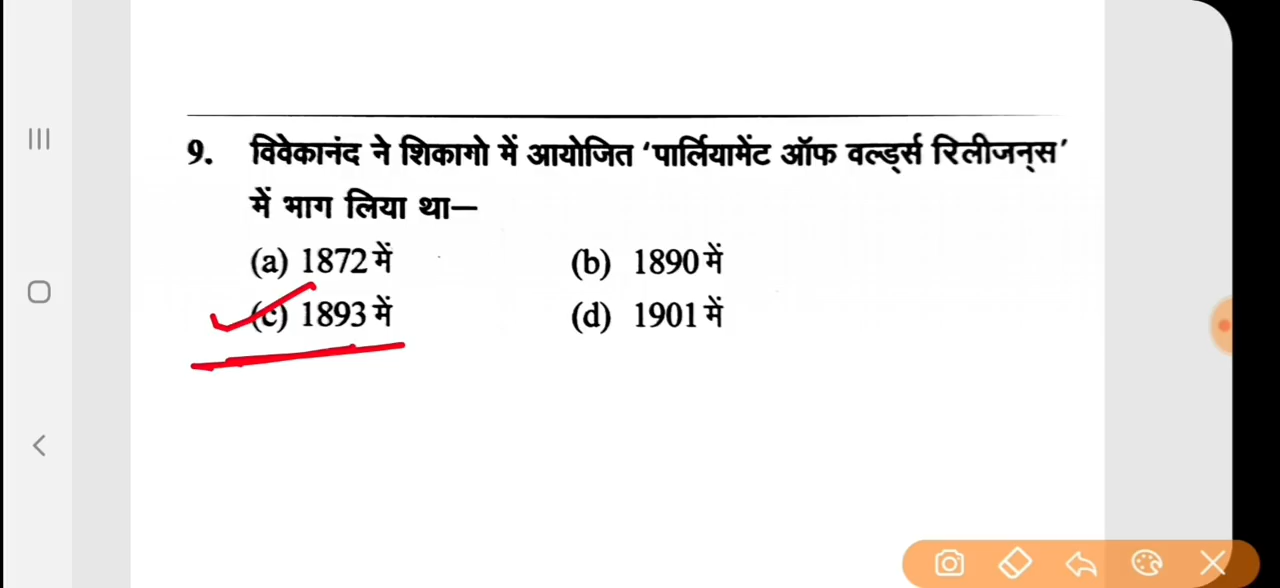 9. विवेकानंद ने शिकागो में आयोजित ‘पार्लियामेंट ऑफ वर्ल्ड्स रिलीजन्‌स’
में भाग लिया था—
(a) 1872 में (b) 1890 में
(c) 1893 में (d) 1901 में